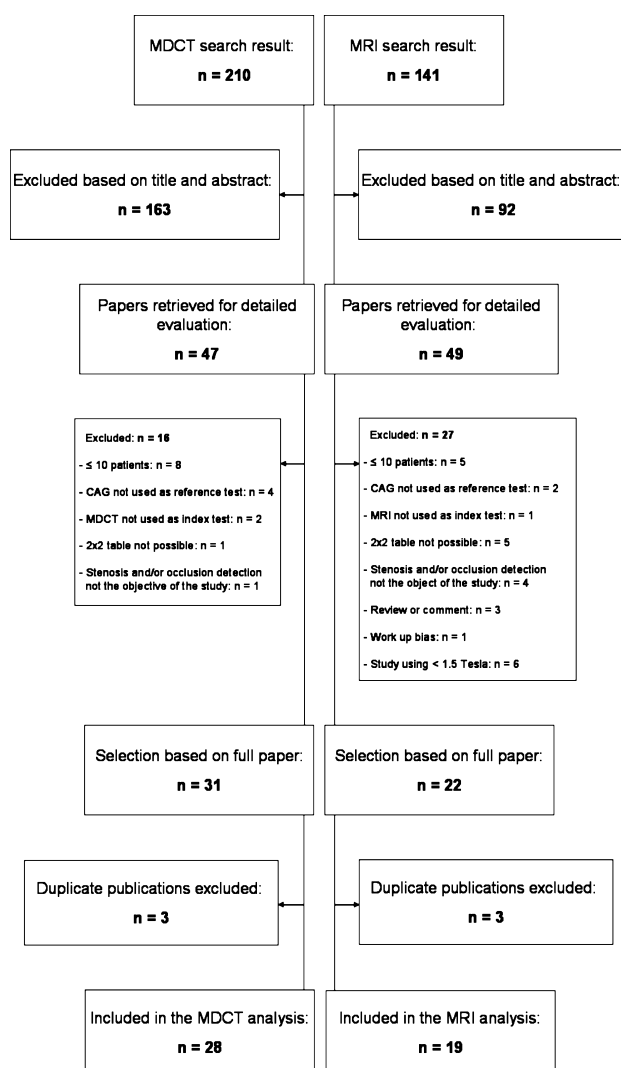 MDCT search result:
n = 210
MRI search result:
n = 141
Excluded based on title and abstract:
n = 163
Excluded based on title and abstract:
n = 92
Papers retrieved for detailed
evaluation:
n = 47
Papers retrieved for detailed
evaluation:
n = 49
Excluded: n = 16
- ≤ 10 patients: n = 8
- CAG not used as reference test: n = 4
- MDCT not used as index test: n = 2
- 2x2 table not possible: n = 1
- Stenosis and/or occlusion detection
not the objective of the study: n = 1
Excluded: n = 27
- ≤ 10 patients: n = 5
- CAG not used as reference test: n = 2
- MRI not used as index test: n = 1
- 2x2 table not possible: n = 5
- Stenosis and/or occlusion detection
not the object of the study: n = 4
- Review or comment: n = 3
- Work up bias: n = 1
- Study using < 1.5 Tesla: n = 6
Selection based on full paper:
n = 31
Selection based on full paper:
n = 22
Duplicate publications excluded:
n = 3
Duplicate publications excluded:
n = 3
Included in the MDCT analysis:
n = 28
Included in the MRI analysis:
n = 19